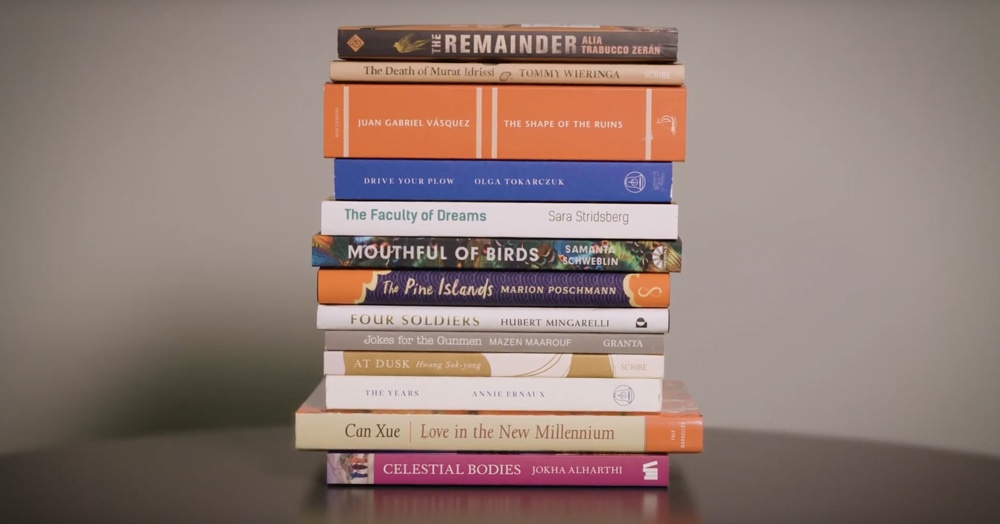 THE REMAINDER ALIA TRABUCCO ZERÁN
The Death of Murat Idrissi TOMMY WIERINGA SCRIBE
JUAN GABRIEL VÁSQUEZ THE SHAPE OF THE RUINS
DRIVE YOUR PLOW OLGA TOKARCZUK
The Faculty of Dreams Sara Stridsberg
MOUTHFUL OF BIRDS SAMANTA SCHWEBLIN
The Pine Islands MARION POSCHMANN
FOUR SOLDIERS HUBERT MINGARELLI
Jokes for the Gunmen MAZEN MAAROUF GRANTA
AT DUSK Hwang Sok-yong SCRIBE
THE YEARS ANNIE ERNAUX
Can Xue Love in the New Millennium
CELESTIAL BODIES JOKHA ALHARTHI